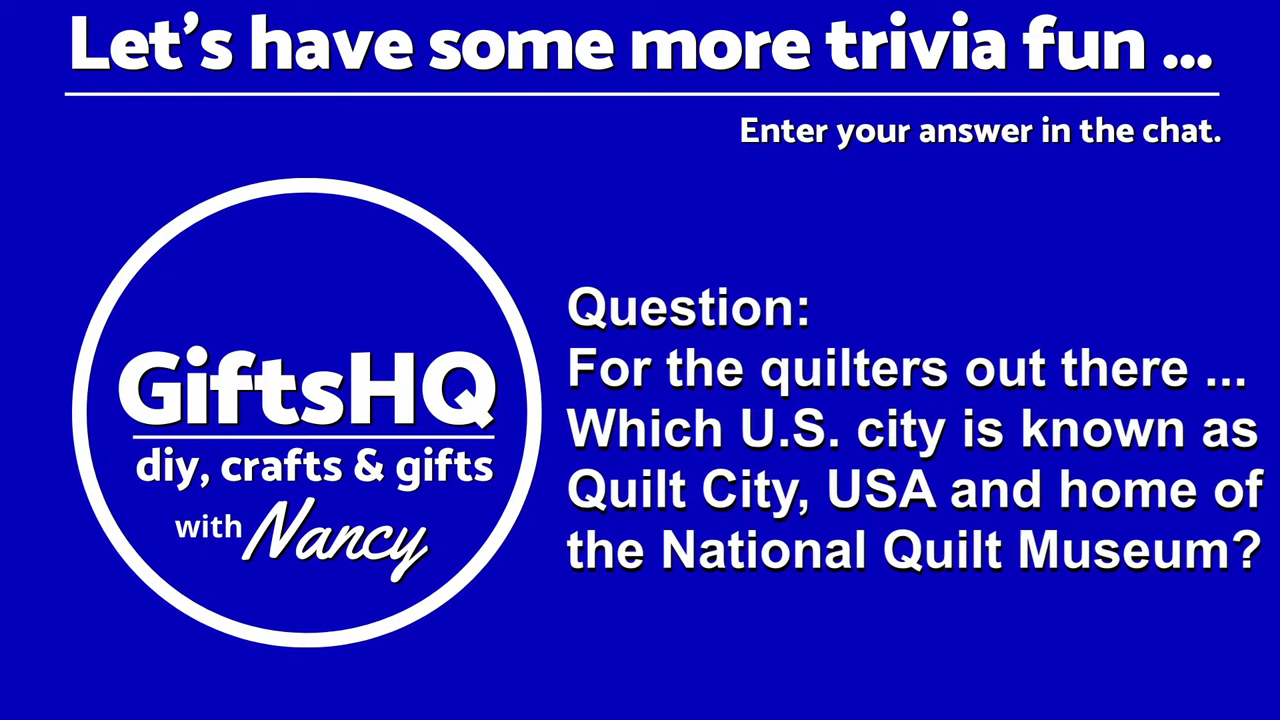 Let's have some more trivia fun ...
Enter your answer in the chat.
GiftsHQ
diy, crafts & gifts
with Nancy
Question:
For the quilters out there ...
Which U.S. city is known as
Quilt City, USA and home of
the National Quilt Museum?